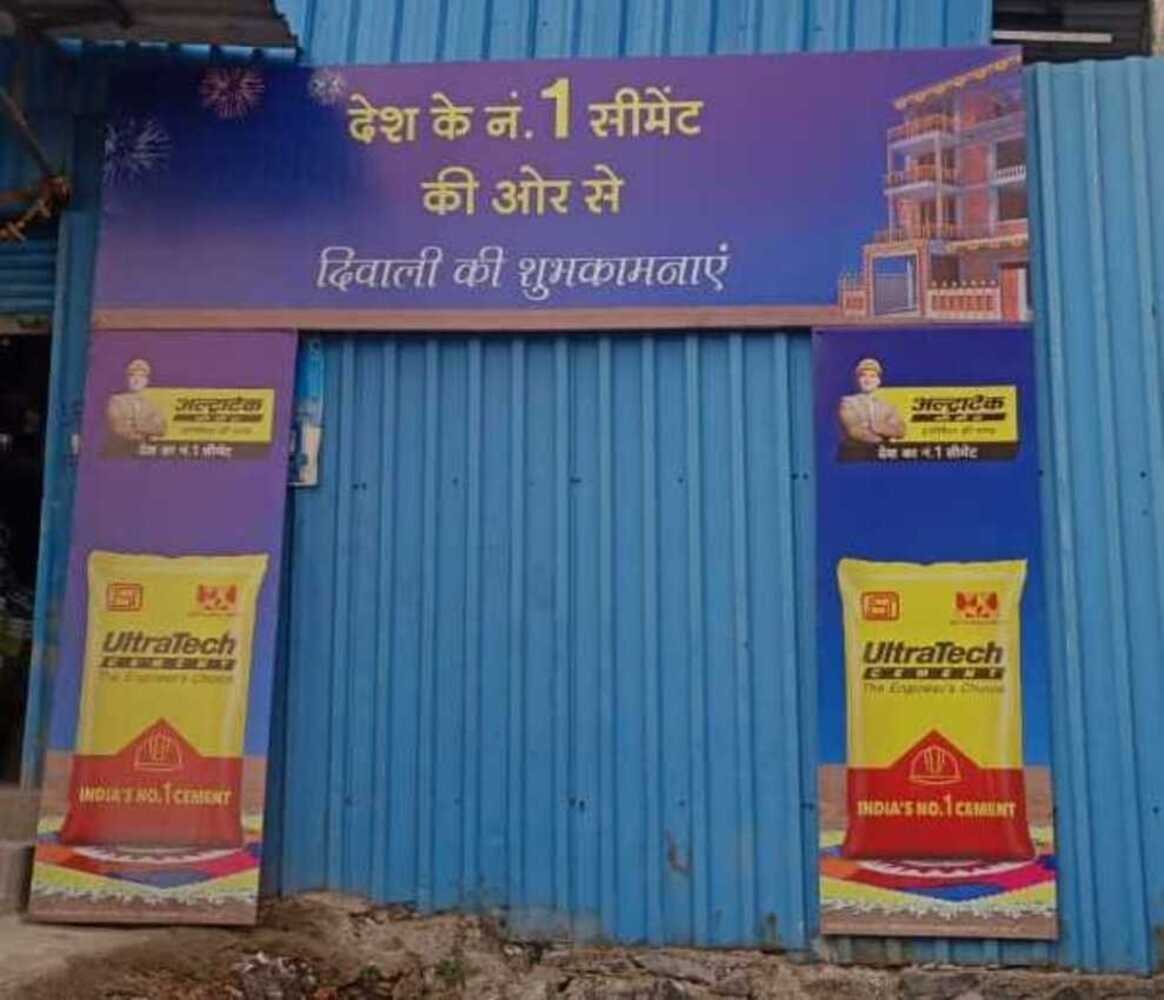 देश के नं. 1 सीमेंट
की ओर से
दिवाली की शुभकामनाएं
अल्ट्राटेक
सीमेंट
देश का नं.1 सीमेंट
UltraTech
CEMENT
The Engineer's Choice
INDIA'S NO.1 CEMENT
अल्ट्राटेक
सीमेंट
देश का नं.1 सीमेंट
UltraTech
CEMENT
The Engineer's Choice
INDIA'S NO.1 CEMENT